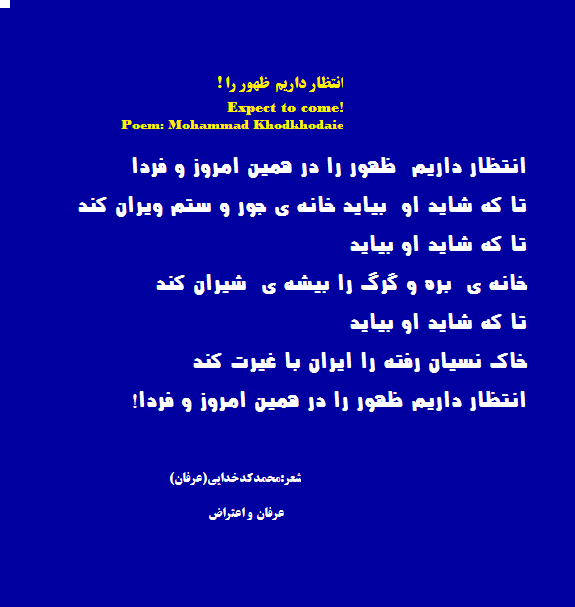 انتظار داریم ظهور را !
Expect to come!
Poem: Mohammad Khodkhodaie
انتظار داریم ظهور را در همین امروز و فردا
تا که شاید او بیاید خانه ی جور و ستم ویران کند
تا که شاید او بیاید
خانه ی بره و گرگ را بیشه ی شیران کند
تا که شاید او بیاید
خاک نسیان رفته را ایران با غیرت کند
انتظار داریم ظهور را در همین امروز و فردا!
شعر:محمدکدخدایی(عرفان)
عرفان و اعتراض